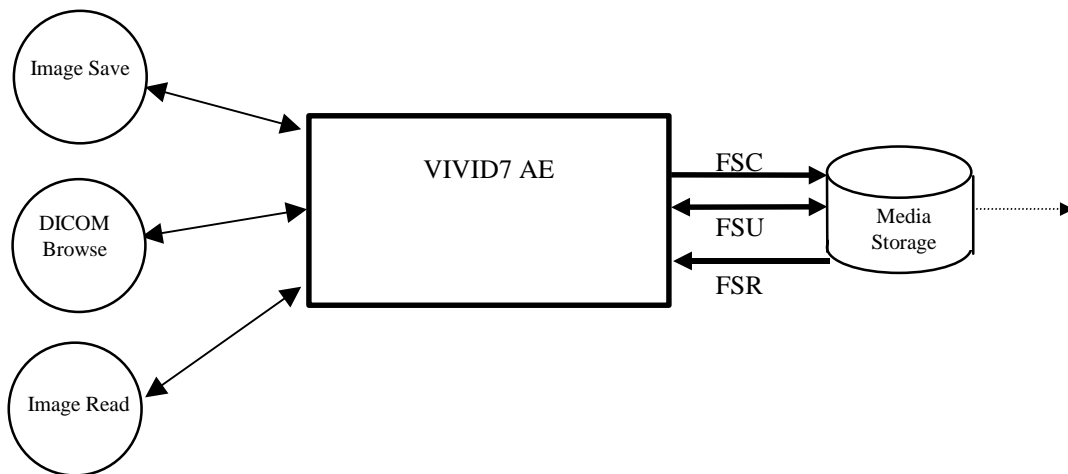 Image Save
DICOM
Browse
Image Read
VIVID7 AE
FSC
FSU
FSR
Media
Storage